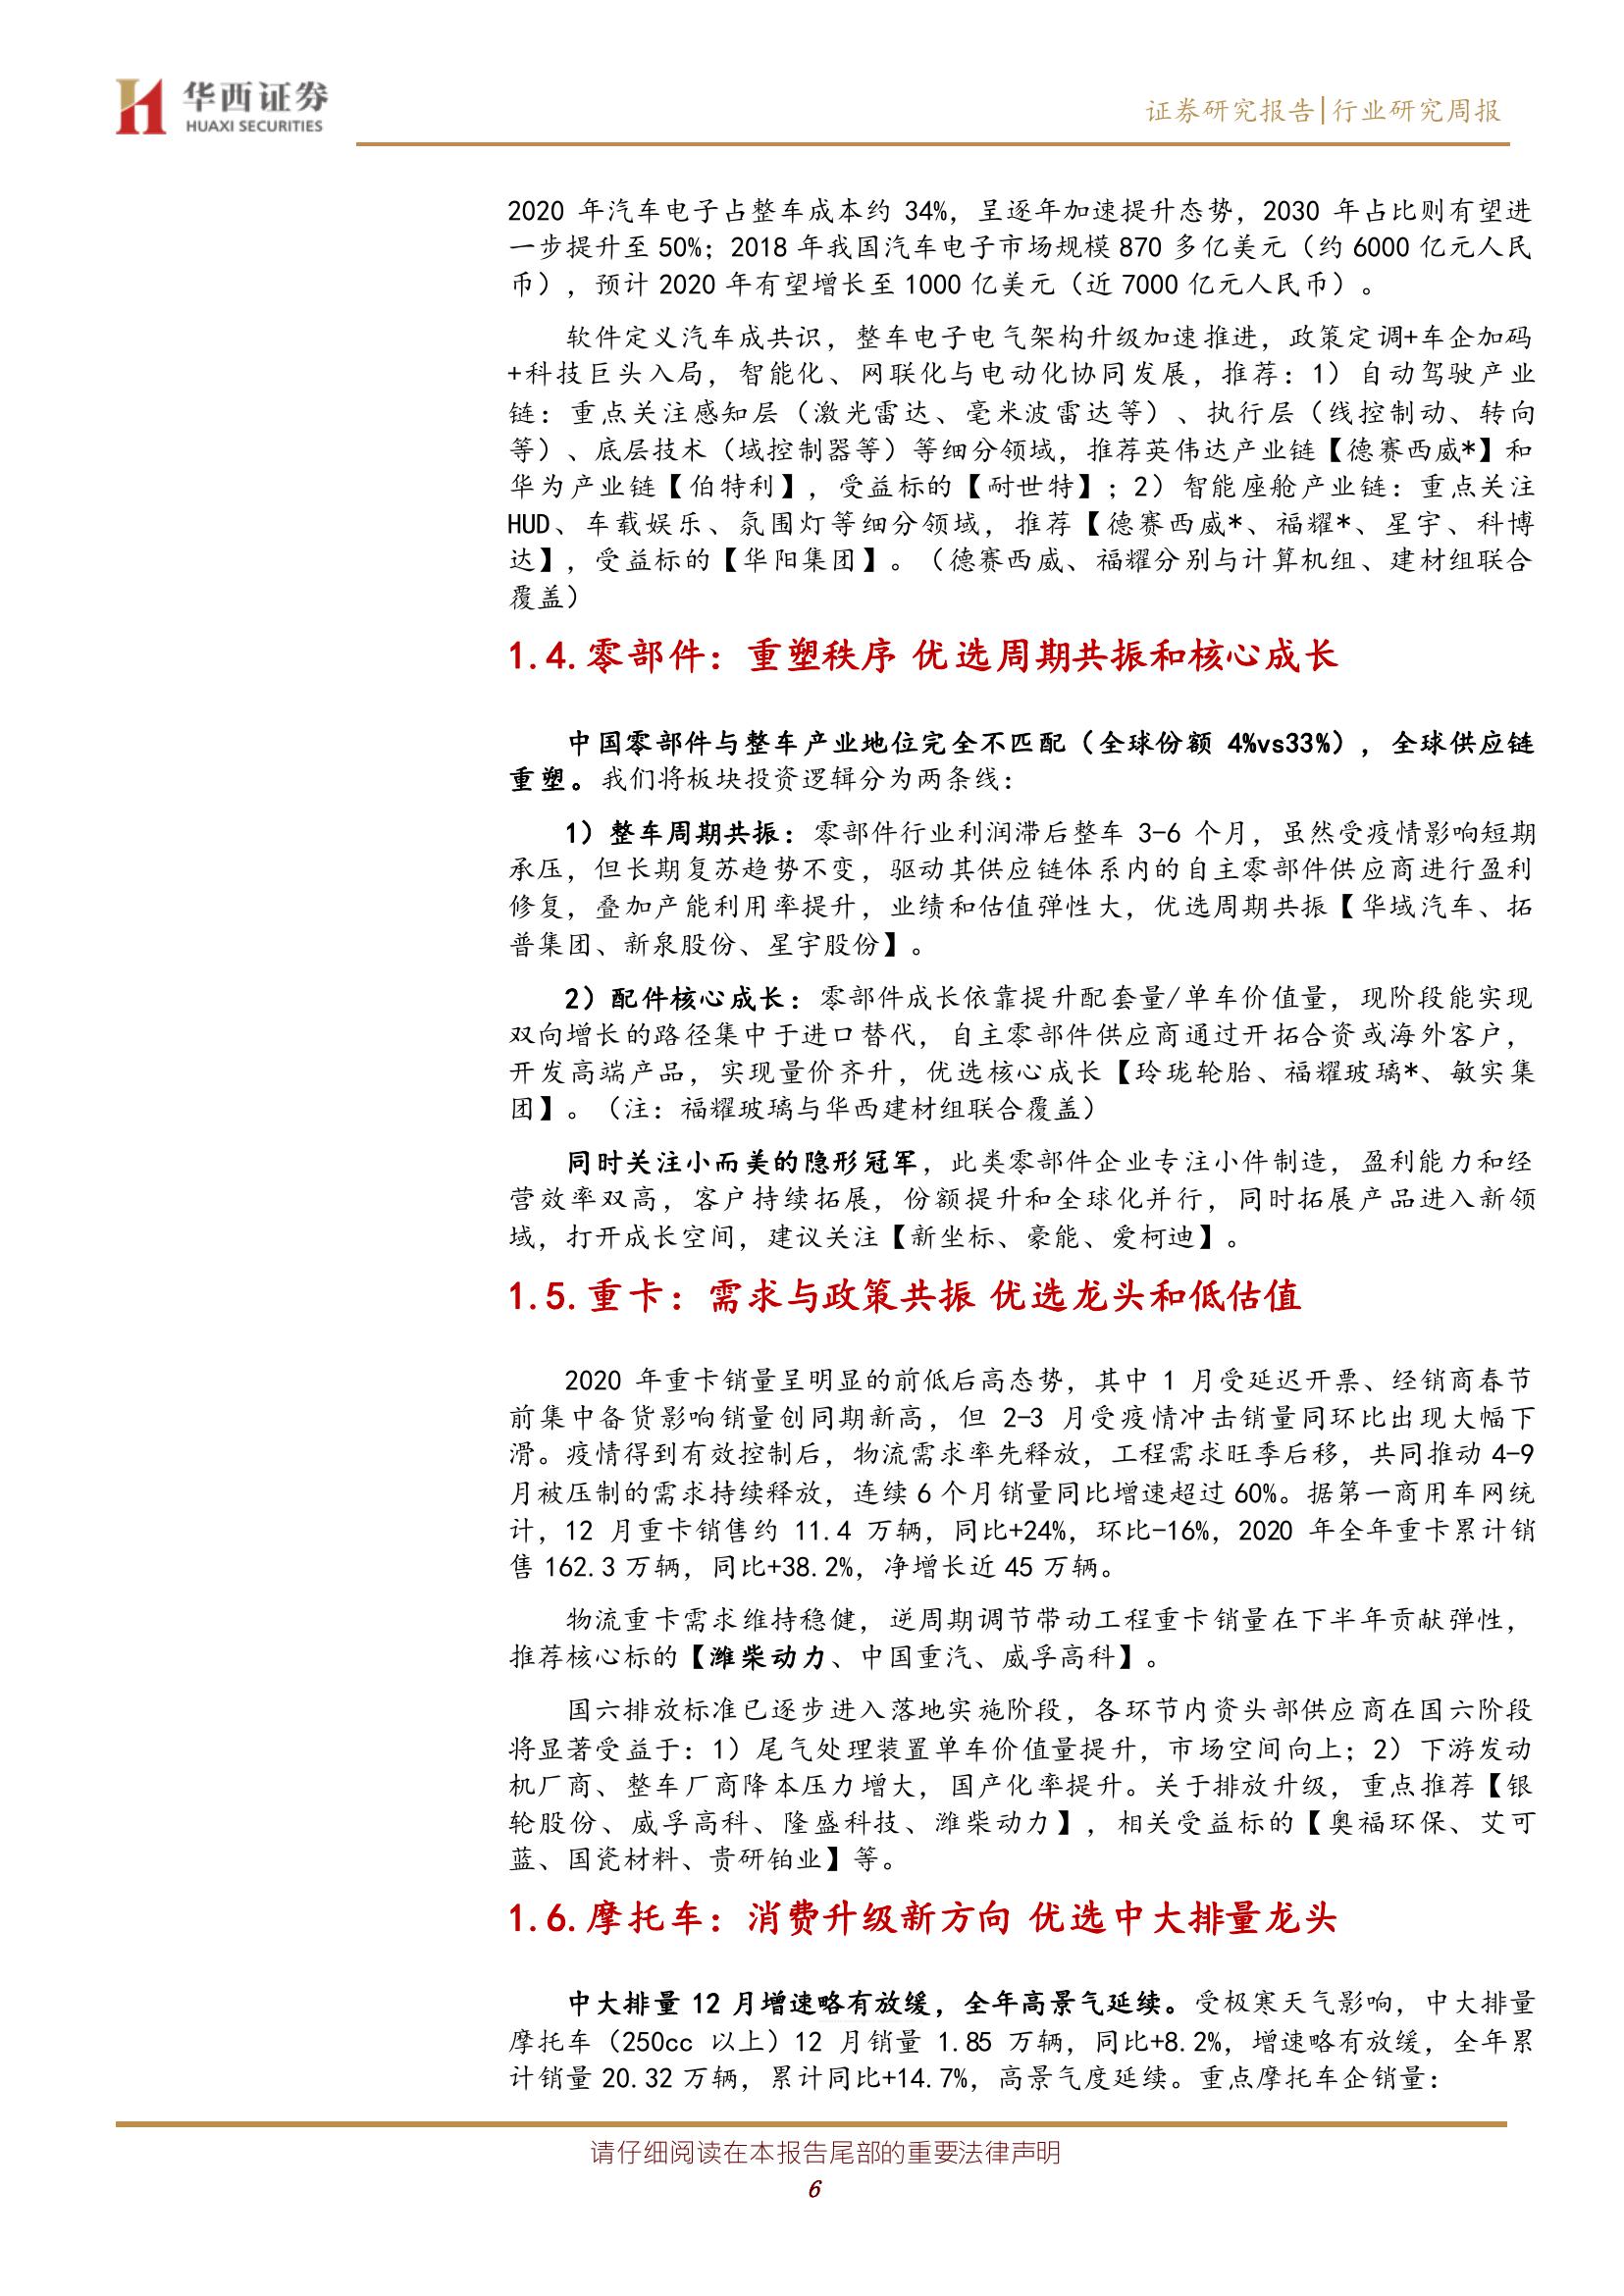 华西证券
HUAXI SECURITIES
证券研究报告|行业研究周报
2020 年汽车电子占整车成本约 34%，呈逐年加速提升态势，2030 年占比则有望进
一步提升至 50%；2018 年我国汽车电子市场规模 870 多亿美元（约 6000 亿元人民
币），预计 2020 年有望增长至 1000 亿美元（近 7000 亿元人民币）。
软件定义汽车成共识，整车电子电气架构升级加速推进，政策定调+车企加码
+科技巨头入局，智能化、网联化与电动化协同发展，推荐：1）自动驾驶产业
链：重点关注感知层（激光雷达、毫米波雷达等）、执行层（线控制动、转向
等）、底层技术（域控制器等）等细分领域，推荐英伟达产业链【德赛西威*】和
华为产业链【伯特利】，受益标的【耐世特】；2）智能座舱产业链：重点关注
HUD、车载娱乐、氛围灯等细分领域，推荐【德赛西威*、福耀*、星宇、科博
达】，受益标的【华阳集团】。（德赛西威、福耀分别与计算机组、建材组联合
覆盖）
1.4.零部件：重塑秩序 优选周期共振和核心成长
中国零部件与整车产业地位完全不匹配（全球份额 4%vs33%），全球供应链
重塑。我们将板块投资逻辑分为两条线：
1）整车周期共振：零部件行业利润滞后整车 3-6 个月，虽然受疫情影响短期
承压，但长期复苏趋势不变，驱动其供应链体系内的自主零部件供应商进行盈利
修复，叠加产能利用率提升，业绩和估值弹性大，优选周期共振【华域汽车、拓
普集团、新泉股份、星宇股份】。
2）配件核心成长：零部件成长依靠提升配套量/单车价值量，现阶段能实现
双向增长的路径集中于进口替代，自主零部件供应商通过开拓合资或海外客户，
开发高端产品，实现量价齐升，优选核心成长【玲珑轮胎、福耀玻璃*、敏实集
团】。（注：福耀玻璃与华西建材组联合覆盖）
同时关注小而美的隐形冠军，此类零部件企业专注小件制造，盈利能力和经
营效率双高，客户持续拓展，份额提升和全球化并行，同时拓展产品进入新领
域，打开成长空间，建议关注【新坐标、豪能、爱柯迪】。
1.5.重卡：需求与政策共振 优选龙头和低估值
2020 年重卡销量呈明显的前低后高态势，其中 1 月受延迟开票、经销商春节
前集中备货影响销量创同期新高，但 2-3 月受疫情冲击销量同环比出现大幅下
滑。疫情得到有效控制后，物流需求率先释放，工程需求旺季后移，共同推动 4-9
月被压制的需求持续释放，连续 6 个月销量同比增速超过 60%。据第一商用车网统
计，12 月重卡销售约 11.4 万辆，同比+24%，环比-16%，2020 年全年重卡累计销
售 162.3 万辆，同比+38.2%，净增长近 45 万辆。
物流重卡需求维持稳健，逆周期调节带动工程重卡销量在下半年贡献弹性，
推荐核心标的【潍柴动力、中国重汽、威孚高科】。
国六排放标准已逐步进入落地实施阶段，各环节内资头部供应商在国六阶段
将显著受益于：1）尾气处理装置单车价值量提升，市场空间向上；2）下游发动
机厂商、整车厂商降本压力增大，国产化率提升。关于排放升级，重点推荐【银
轮股份、威孚高科、隆盛科技、潍柴动力】，相关受益标的【奥福环保、艾可
蓝、国瓷材料、贵研铂业】等。
1.6.摩托车：消费升级新方向 优选中大排量龙头
中大排量 12 月增速略有放缓，全年高景气延续。受极寒天气影响，中大排量
摩托车（250cc 以上）12 月销量 1.85 万辆，同比+8.2%，增速略有放缓，全年累
计销量 20.32 万辆，累计同比+14.7%，高景气度延续。重点摩托车企销量：
请仔细阅读在本报告尾部的重要法律声明
6